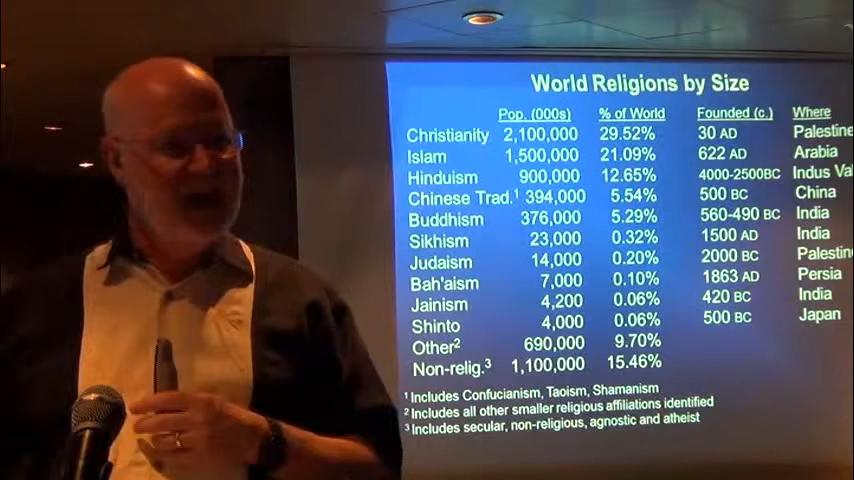 World Religions by Size
Pop. (000s) % of World Founded (c.) Where
Christianity 2,100,000 29.52% 30 AD Palestine
Islam 1,500,000 21.09% 622 AD Arabia
Hinduism 900,000 12.65% 4000-2500BC Indus
Chinese Trad.¹ 394,000 5.54% 500 BC China
Buddhism 376,000 5.29% 560-490 BC India
Sikhism 23,000 0.32% 1500 AD India
Judaism 14,000 0.20% 2000 BC Palestine
Bah'aism 7,000 0.10% 1863 AD Persia
Jainism 4,200 0.06% 420 BC India
Shinto 4,000 0.06% 500 BC Japan
Other² 690,000 9.70%
Non-relig.³ 1,100,000 15.46%
¹ Includes Confucianism, Taoism, Shamanism
² Includes all other smaller religious affiliations identified
³ Includes secular, non-religious, agnostic and atheist